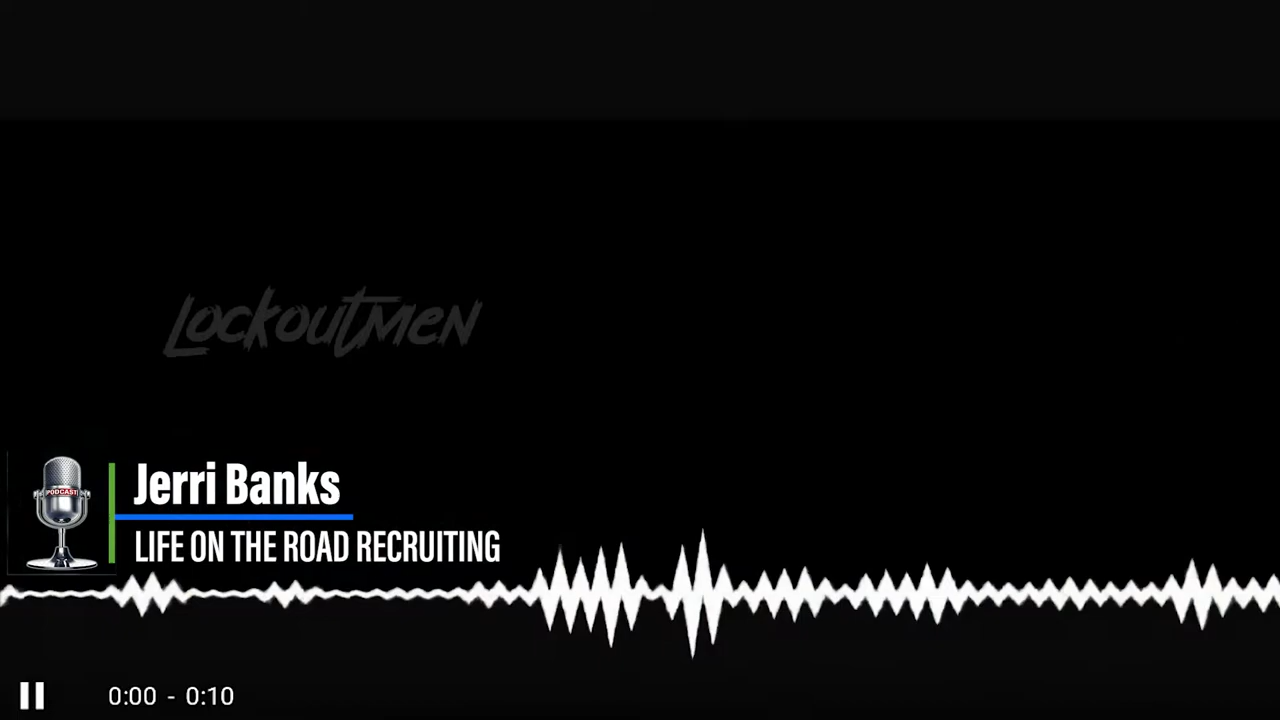 Lockoutmen
PODCAST
Jerri Banks
LIFE ON THE ROAD RECRUITING
0:00 - 0:10